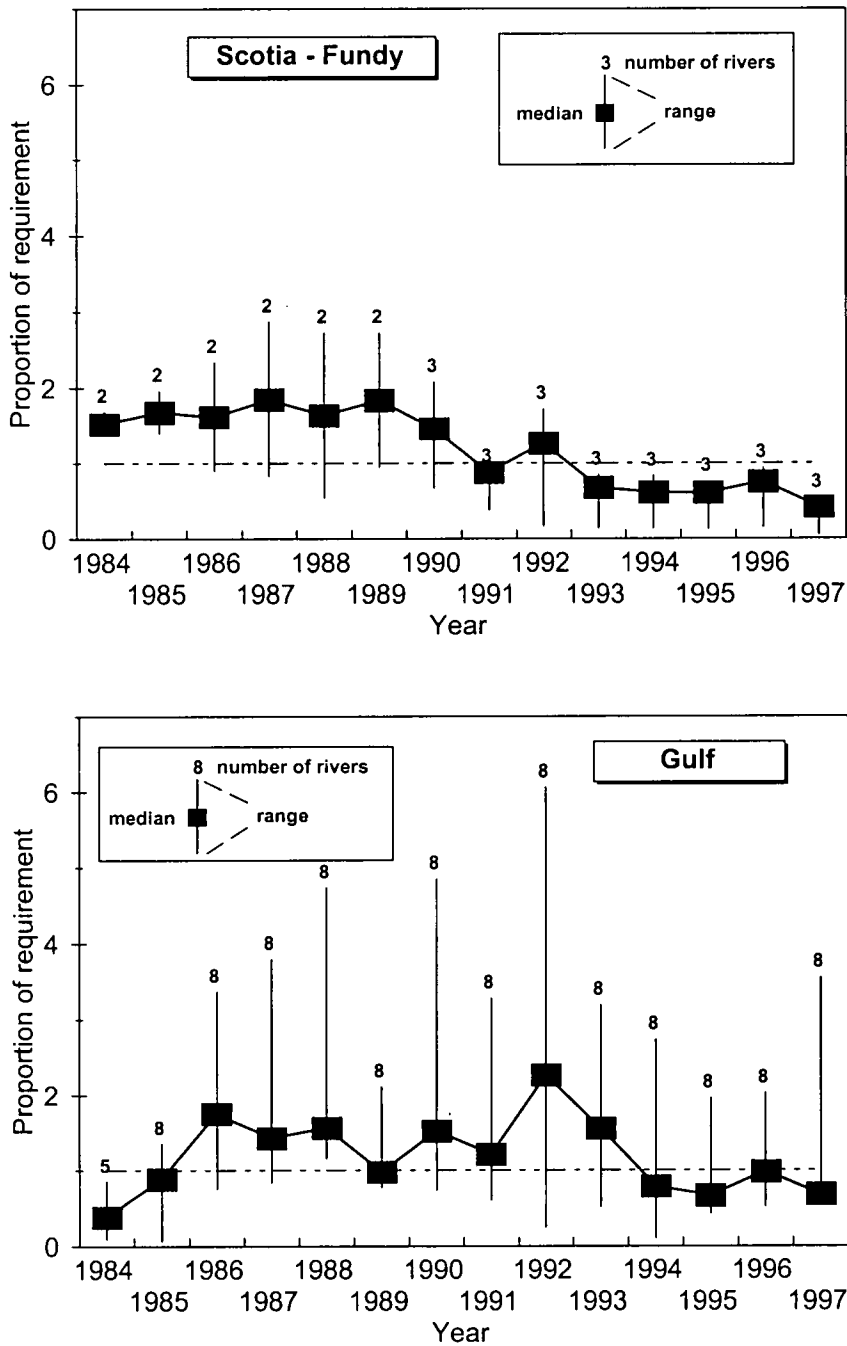 Scotia - Fundy
3 number of rivers
median
range
Proportion of requirement
6
4
2
0
2
2
2
2
2
2
3
3
3
3
3
3
3
3
1984 1986 1988 1990 1992 1994 1996
1985 1987 1989 1991 1993 1995 1997
Year
Gulf
8 number of rivers
median
range
Proportion of requirement
6
4
2
0
5
8
8
8
8
8
8
8
8
8
8
8
8
8
1984 1986 1988 1990 1992 1994 1996
1985 1987 1989 1991 1993 1995 1997
Year